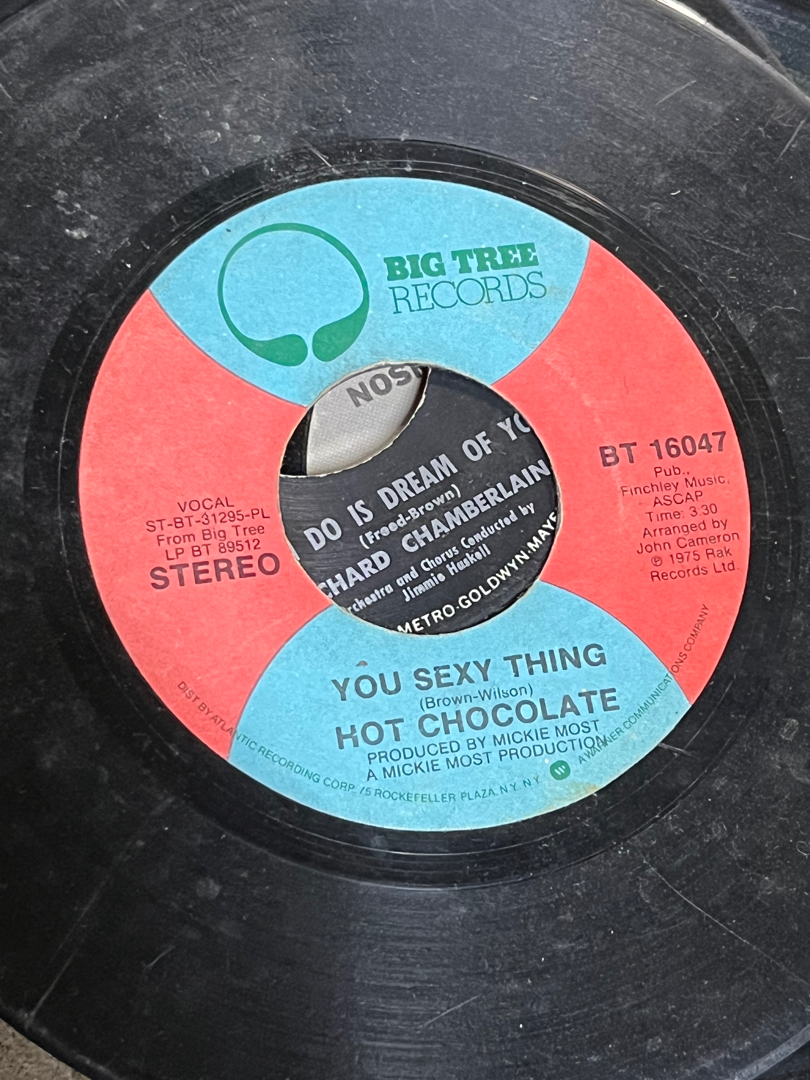 BIG TREE
RECORDS
VOCAL
ST-BT-31295-PL
From Big Tree
LP BT 89512
STEREO
BT 16047
Pub.,
Finchley Music,
ASCAP
Time: 3:30
Arranged by
John Cameron
℗ 1975 Rak
Records Ltd.
NOSI
DO IS DREAM OF YO
(Freed-Brown)
CHARD CHAMBERLAIN
rchestra and Chorus Conducted by
Jimmie Haskell
METRO-GOLDWYN-MAYE
YOU SEXY THING
(Brown-Wilson)
HOT CHOCOLATE
PRODUCED BY MICKIE MOST
A MICKIE MOST PRODUCTION
DIST BY ATLANTIC RECORDING CORP. 75 ROCKEFELLER PLAZA, N.Y. N.Y. W A WARNER COMMUNICATIONS COMPANY